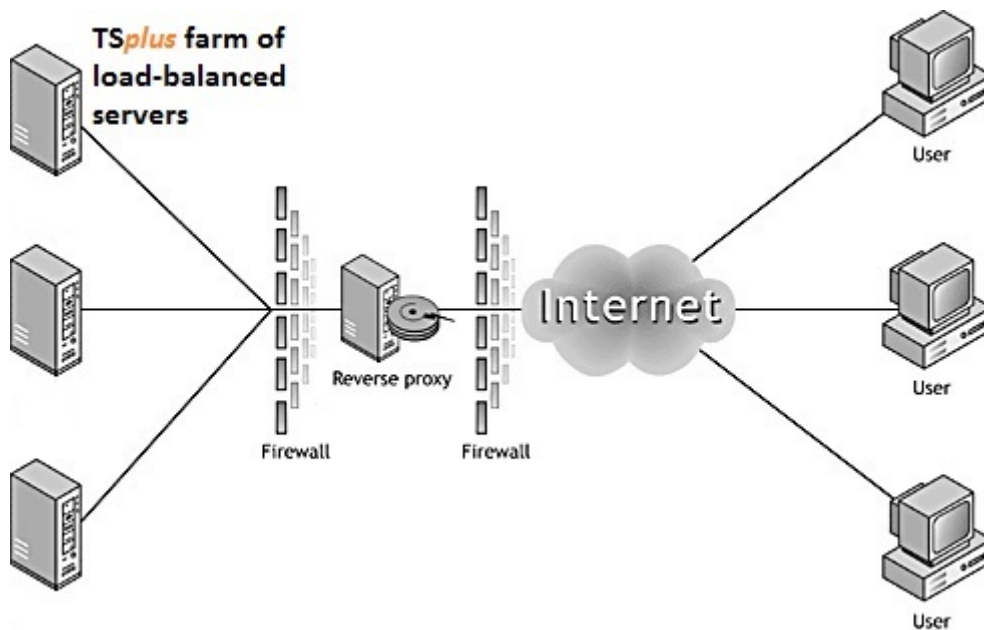 TSplus farm of
load-balanced
servers
User
Internet
User
Reverse proxy
Firewall
Firewall
User